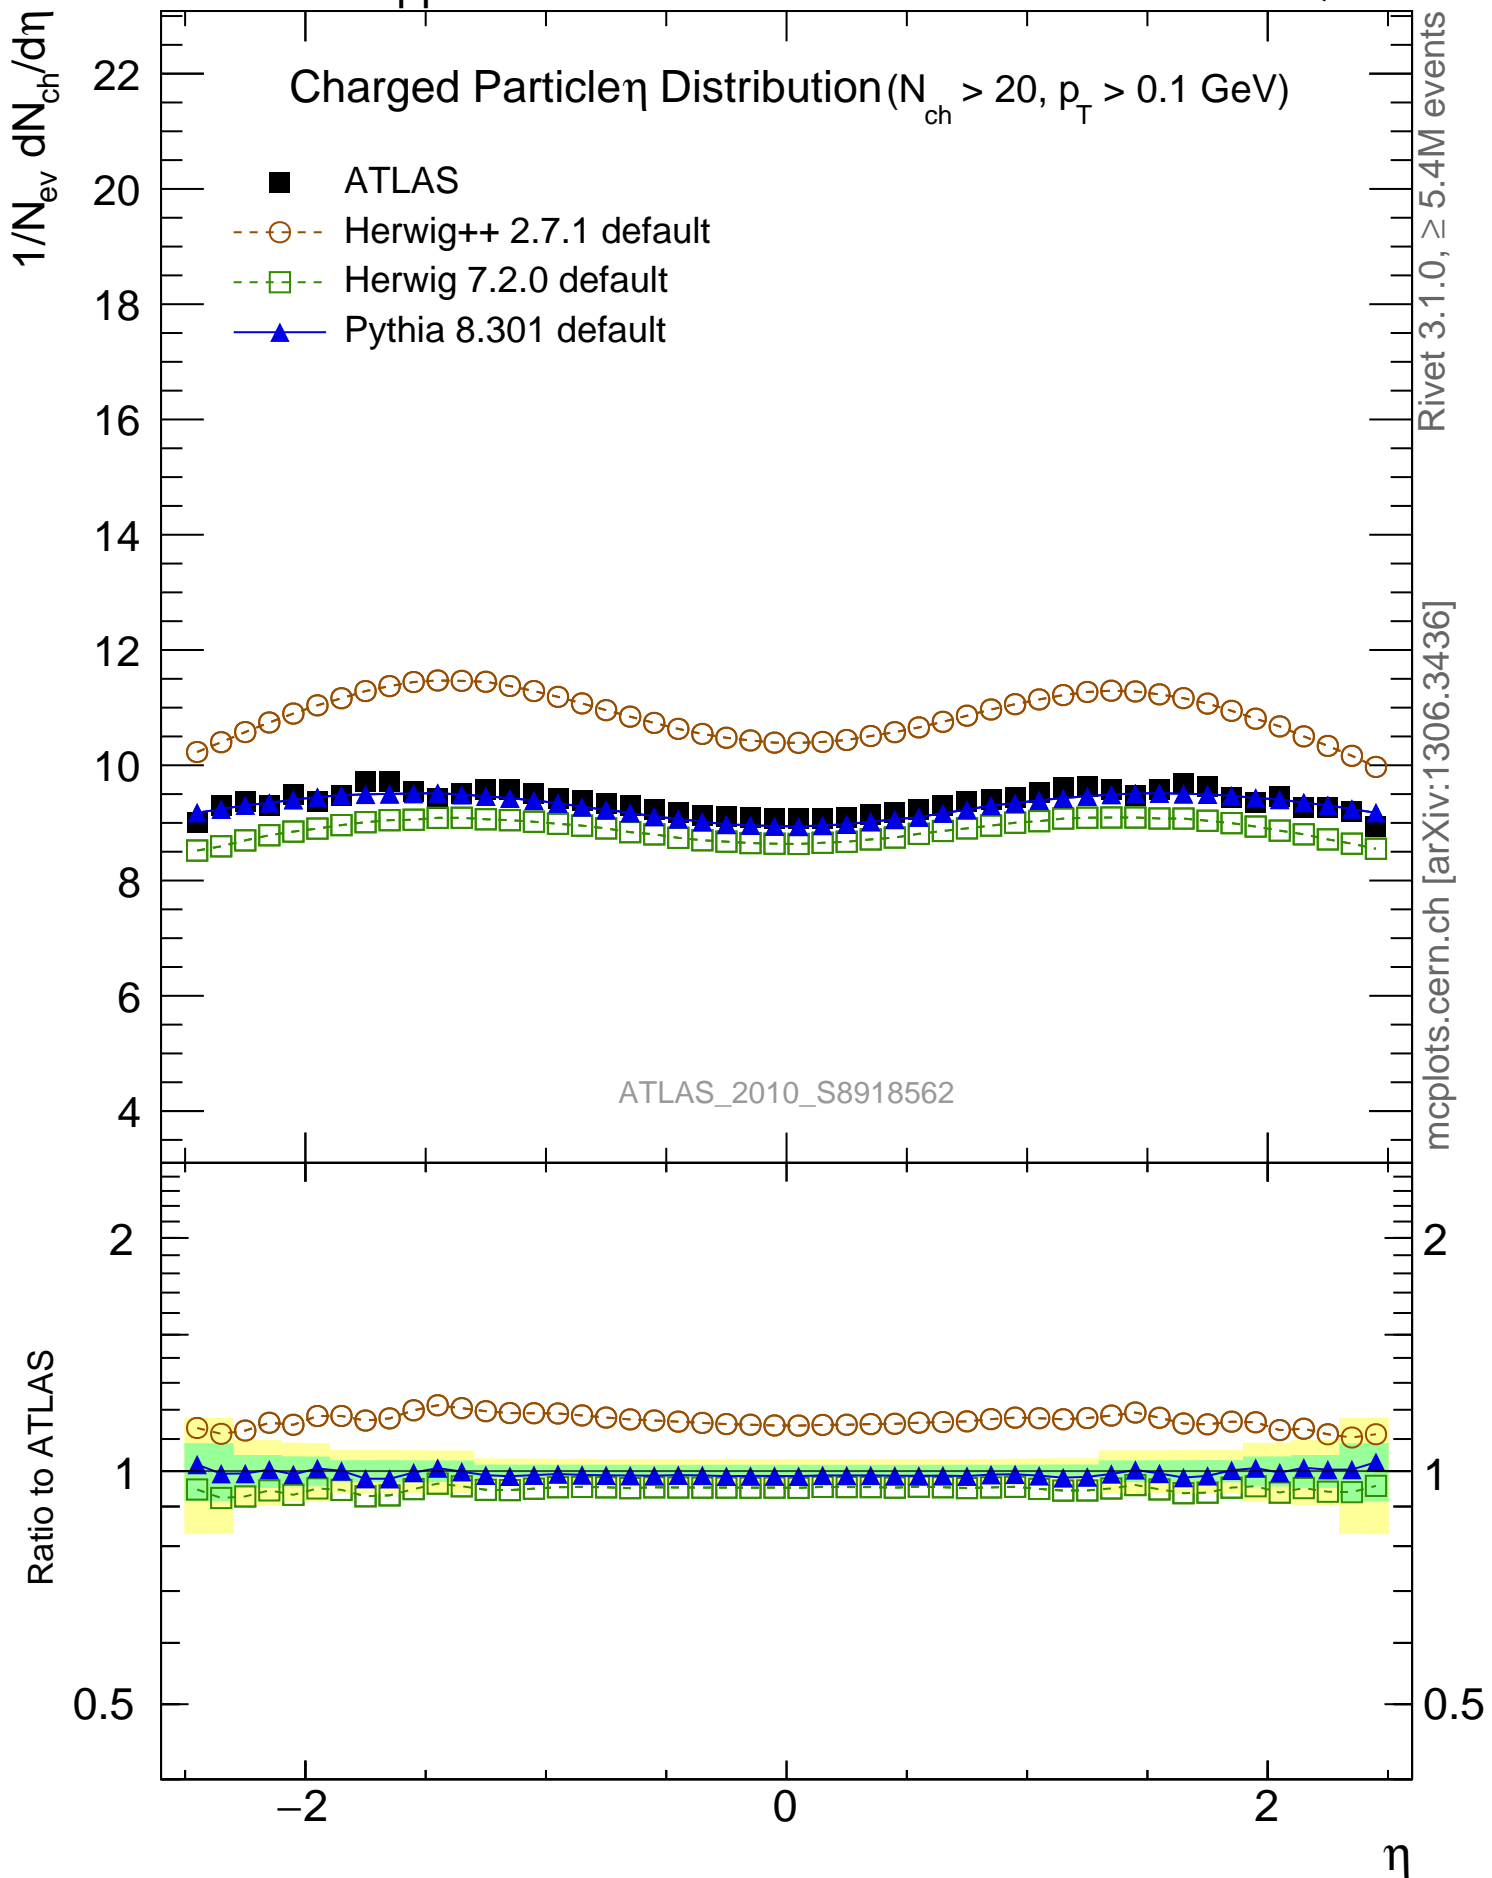 pp
1/N_ev dN_ch/dη
Charged Particleη Distribution (N_ch > 20, p_T > 0.1 GeV)
ATLAS
Herwig++ 2.7.1 default
Herwig 7.2.0 default
Pythia 8.301 default
22
20
18
16
14
12
10
8
6
4
ATLAS_2010_S8918562
Rivet 3.1.0, ≥ 5.4M events
mcplots.cern.ch [arXiv:1306.3436]
Ratio to ATLAS
2
1
0.5
2
1
0.5
−2
0
2
η